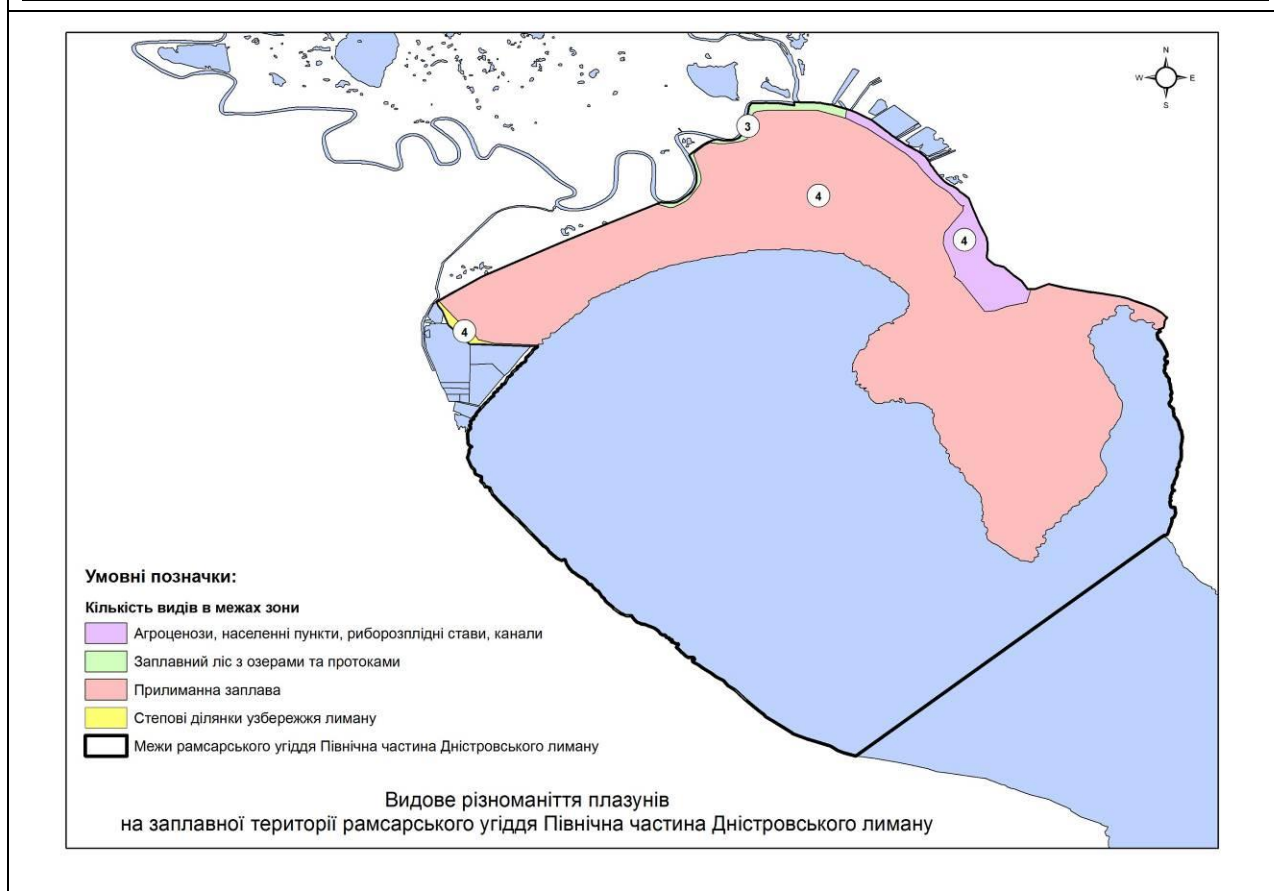 N
W E
S
3
4
4
4
Умовні позначки:
Кількість видів в межах зони
Агроценози, населенні пункти, риборозплідні стави, канали
Заплавний ліс з озерами та протоками
Прилиманна заплава
Степові ділянки узбережжя лиману
Межи рамсарського угіддя Північна частина Дністровського лиману
Видове різноманіття плазунів
на заплавної території рамсарського угіддя Північна частина Дністровського лиману